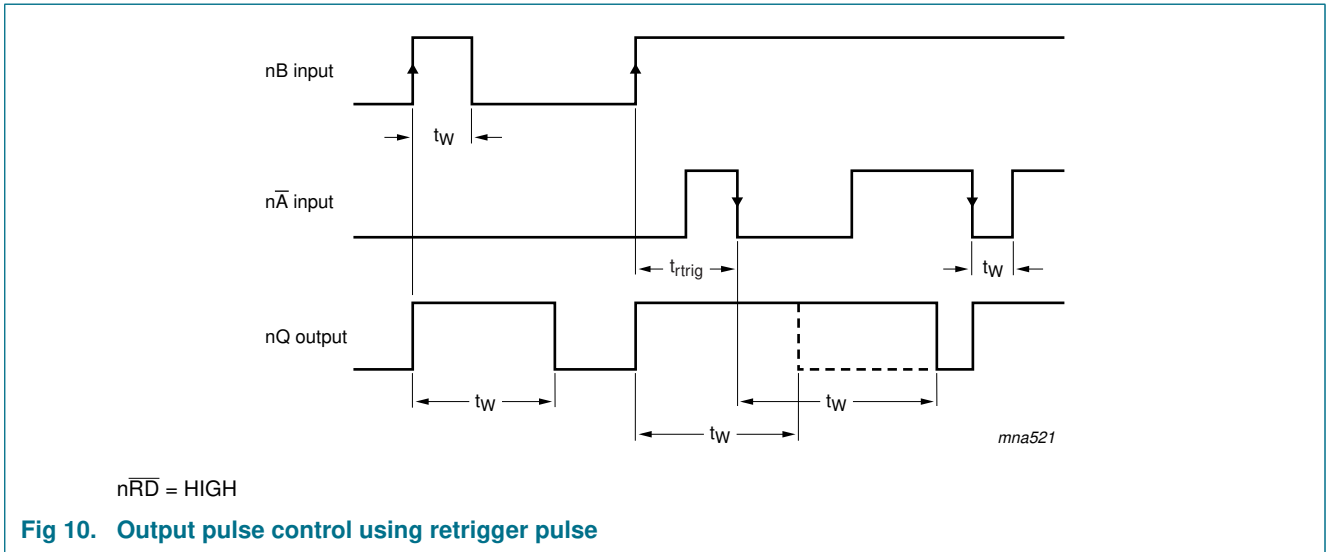 nB input
tW
nA̅ input
trtrig
tW
nQ output
tW
tW
tW
mna521
nR̅D̅ = HIGH
Fig 10. Output pulse control using retrigger pulse